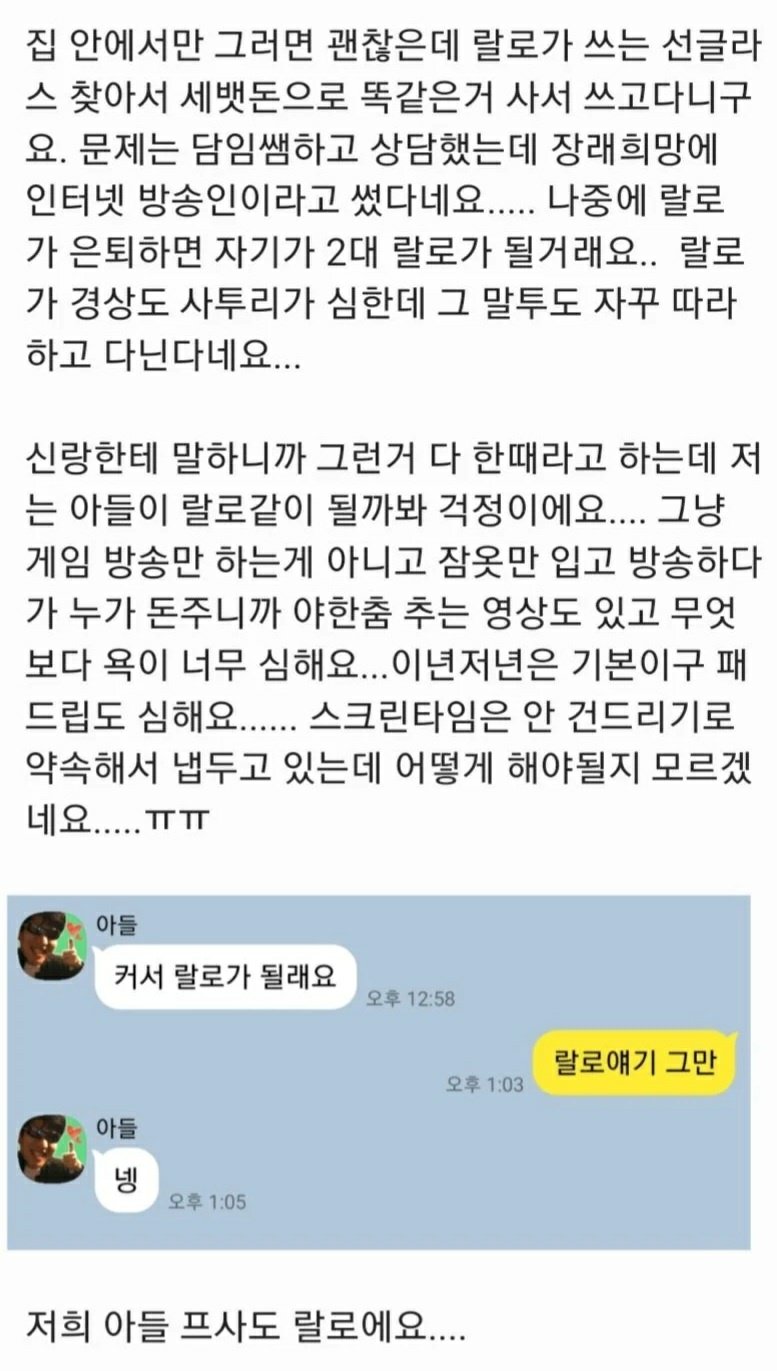 집 안에서만 그러면 괜찮은데 랄로가 쓰는 선글라
스 찾아서 세뱃돈으로 똑같은거 사서 쓰고다니구
요. 문제는 담임쌤하고 상담했는데 장래희망에
인터넷 방송인이라고 썼다네요..... 나중에 랄로
가 은퇴하면 자기가 2대 랄로가 될거래요.. 랄로
가 경상도 사투리가 심한데 그 말투도 자꾸 따라
하고 다닌다네요...
신랑한테 말하니까 그런거 다 한때라고 하는데 저
는 아들이 랄로같이 될까봐 걱정이에요.... 그냥
게임 방송만 하는게 아니고 잠옷만 입고 방송하다
가 누가 돈주니까 야한춤 추는 영상도 있고 무엇
보다 욕이 너무 심해요...이년저년은 기본이구 패
드립도 심해요...... 스크린타임은 안 건드리기로
약속해서 냅두고 있는데 어떻게 해야될지 모르겠
네요.....ㅠㅠ
아들
커서 랄로가 될래요
오후 12:58
랄로얘기 그만
오후 1:03
아들
넹
오후 1:05
저희 아들 프사도 랄로에요....